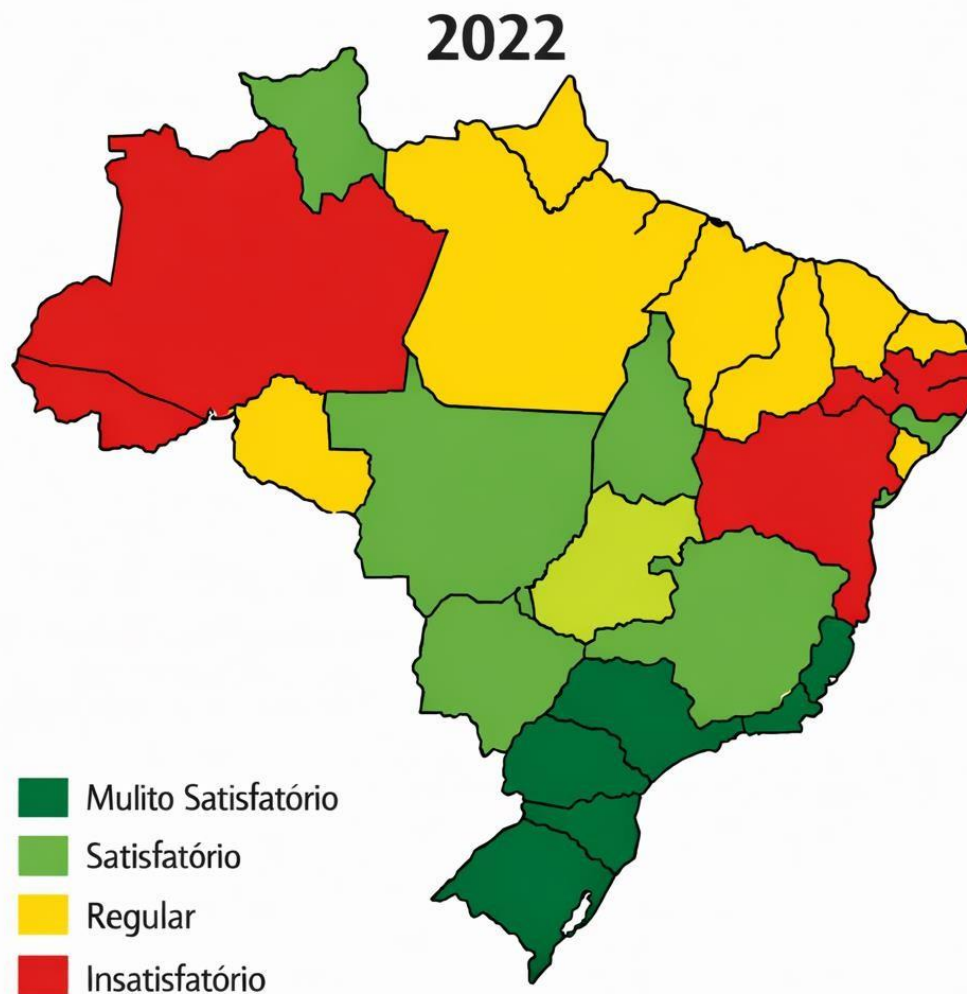 2022
Mulito Satisfatório
Satisfatório
Regular
Insatisfatório